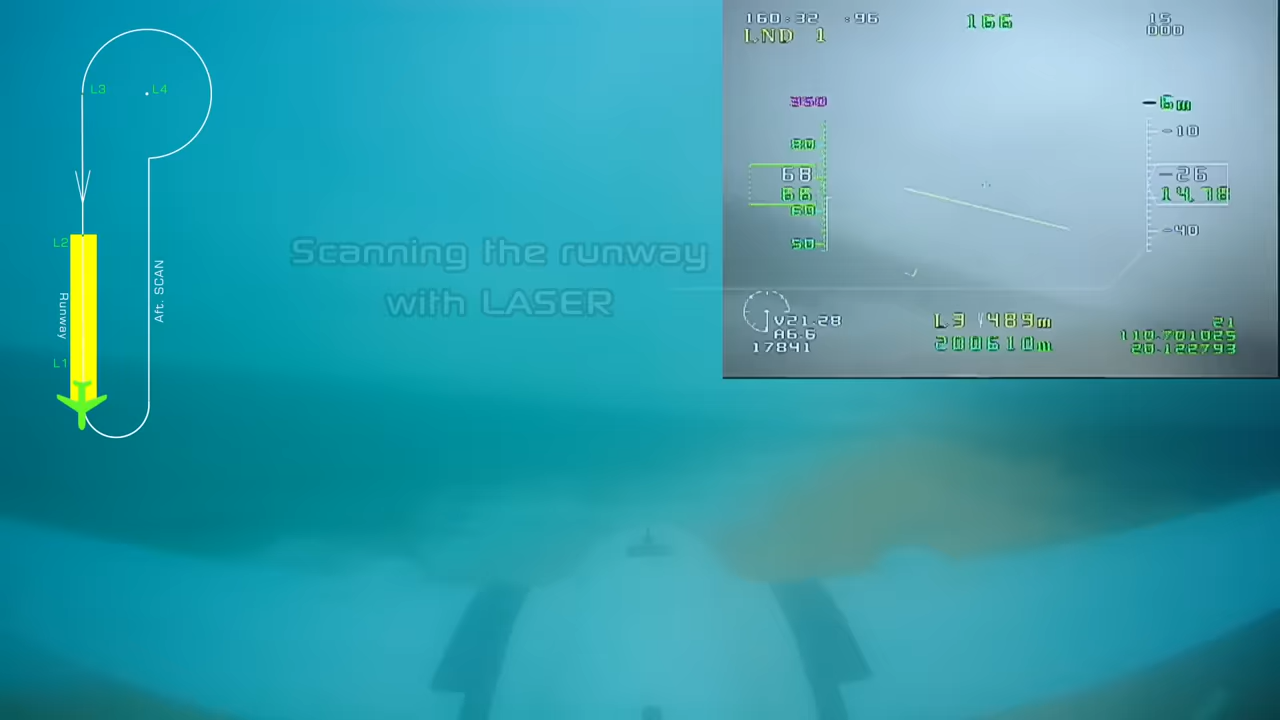 L3
L4
L2
Runway
Aft. SCAN
L1
Scanning the runway
with LASER
160:32 :96
166
15
000
LND 1
350
-6m
-10
80
68
-26
66
14.78
60
-40
50
V21.28
L3 489m
21
A6.6
110.701025
17841
200610m
20.122793